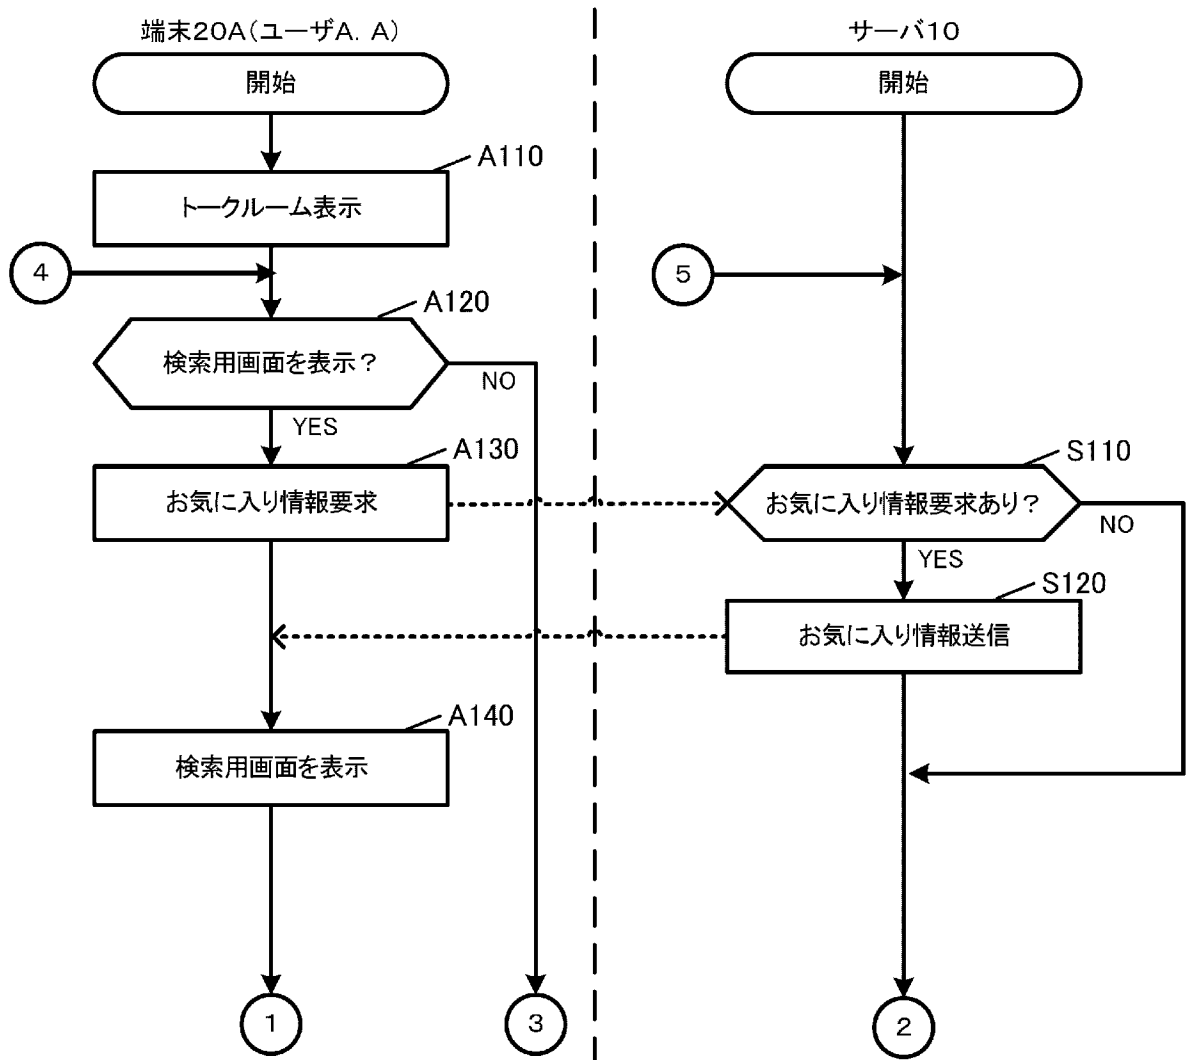 端末20A(ユーザA.A)
開始
A110
トークルーム表示
4
A120
検索用画面を表示?
NO
YES
A130
お気に入り情報要求
A140
検索用画面を表示
1
3
サーバ10
開始
5
S110
お気に入り情報要求あり?
NO
YES
S120
お気に入り情報送信
2